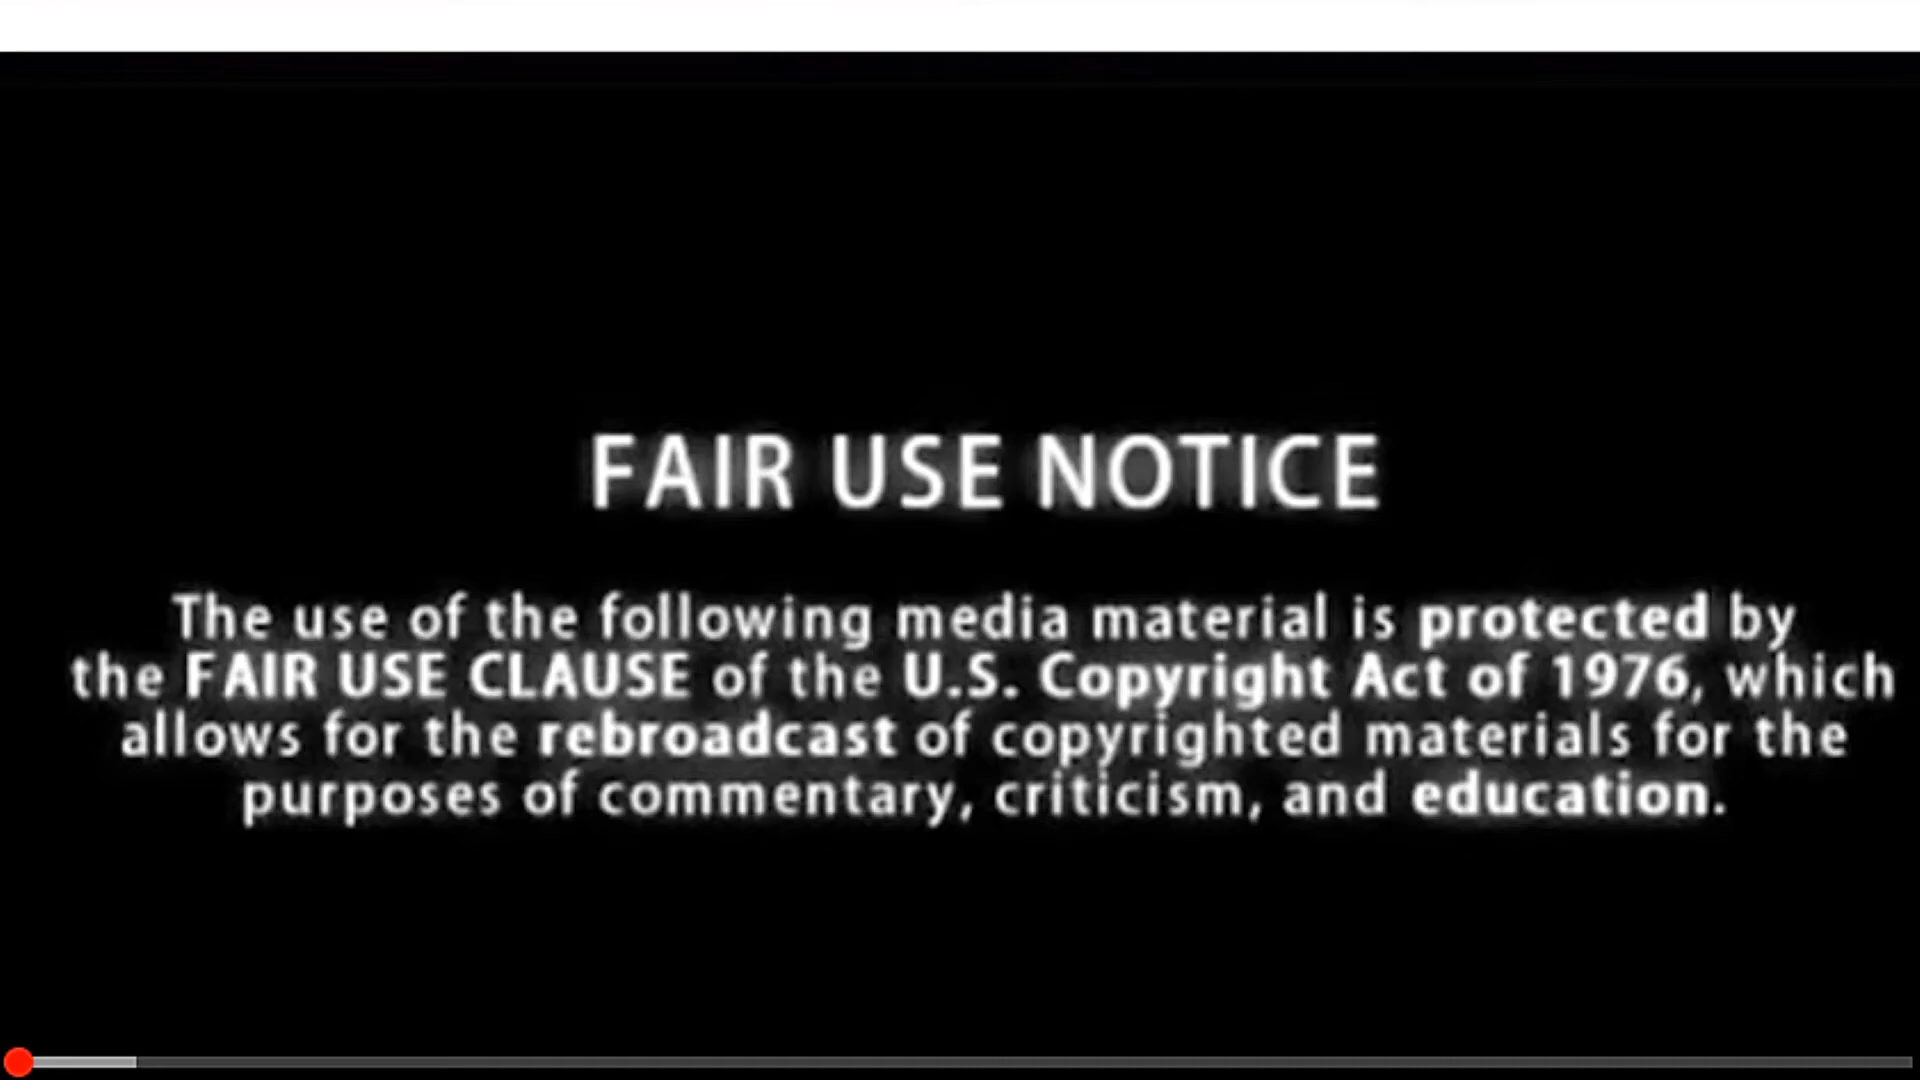 FAIR USE NOTICE
The use of the following media material is protected by
the FAIR USE CLAUSE of the U.S. Copyright Act of 1976, which
allows for the rebroadcast of copyrighted materials for the
purposes of commentary, criticism, and education.